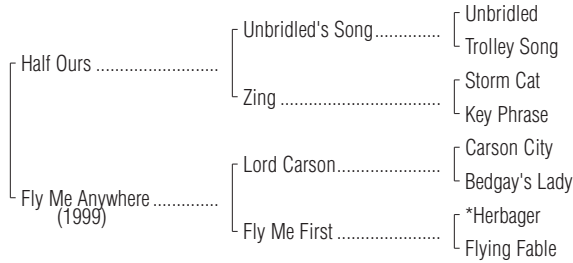 Unbridled
Unbridled's Song..............
Trolley Song
Half Ours ..........................
Storm Cat
Zing ..................................
Key Phrase
Carson City
Lord Carson......................
Bedgay's Lady
Fly Me Anywhere..............
(1999)
*Herbager
Fly Me First ......................
Flying Fable